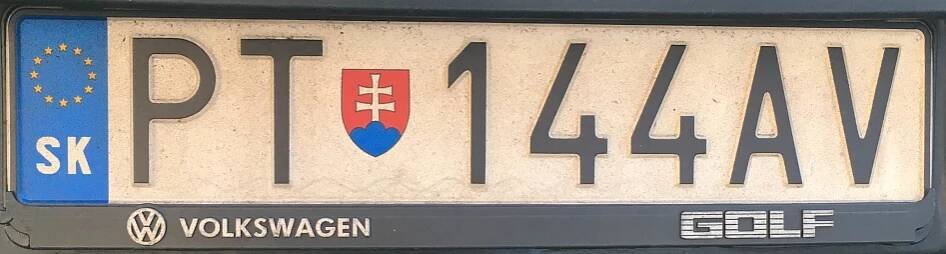 SK PT 144AV
VOLKSWAGEN GOLF